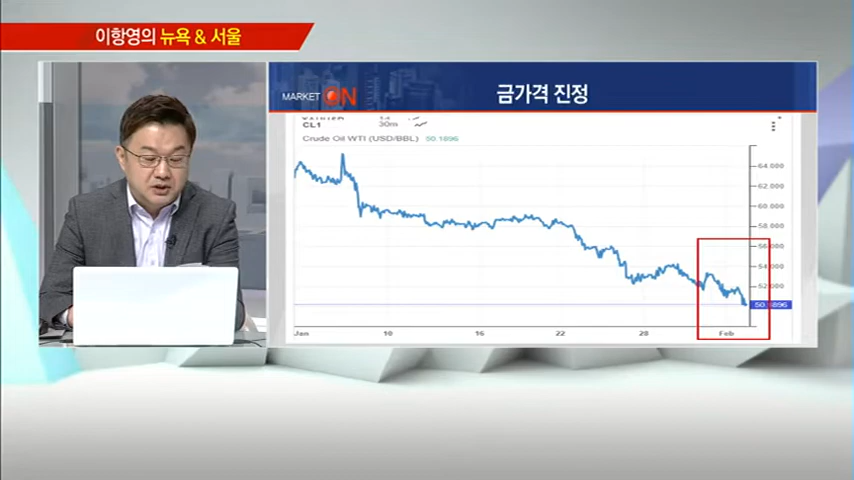 이항영의 뉴욕 & 서울
MARKET ON
금가격 진정
CL1
30m
Crude Oil WTI (USD/BBL) 50.1896
64.000
62.000
60.000
58.000
56.000
54.000
52.000
50.1896
Jan 10 16 22 28 Feb